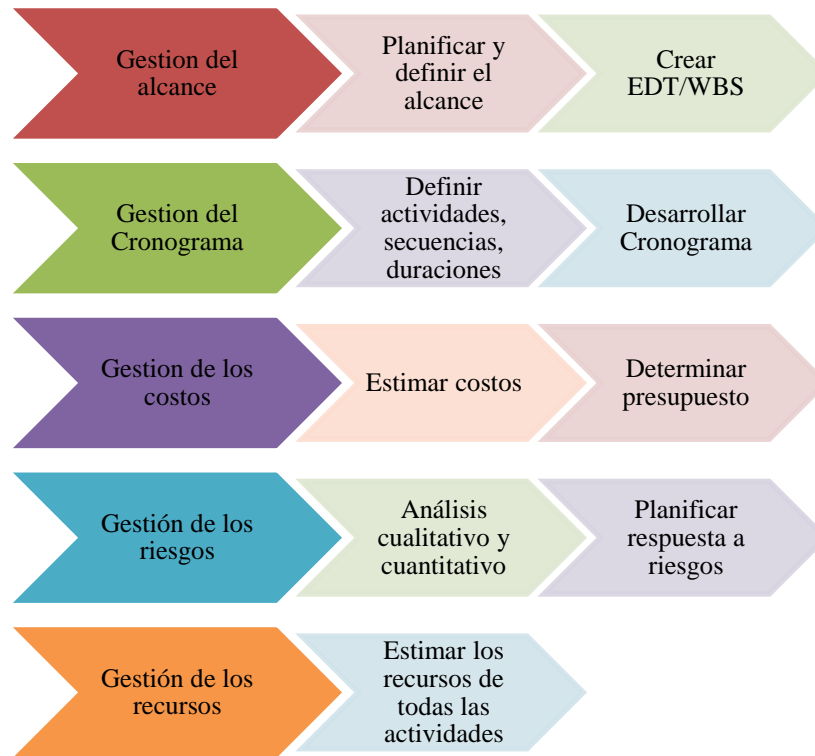 Gestion del
alcance
Planificar y
definir el
alcance
Crear
EDT/WBS
Gestion del
Cronograma
Definir
actividades,
secuencias,
duraciones
Desarrollar
Cronograma
Gestion de los
costos
Estimar costos
Determinar
presupuesto
Gestión de los
riesgos
Análisis
cualitativo y
cuantitativo
Planificar
respuesta a
riesgos
Gestión de los
recursos
Estimar los
recursos de
todas las
actividades